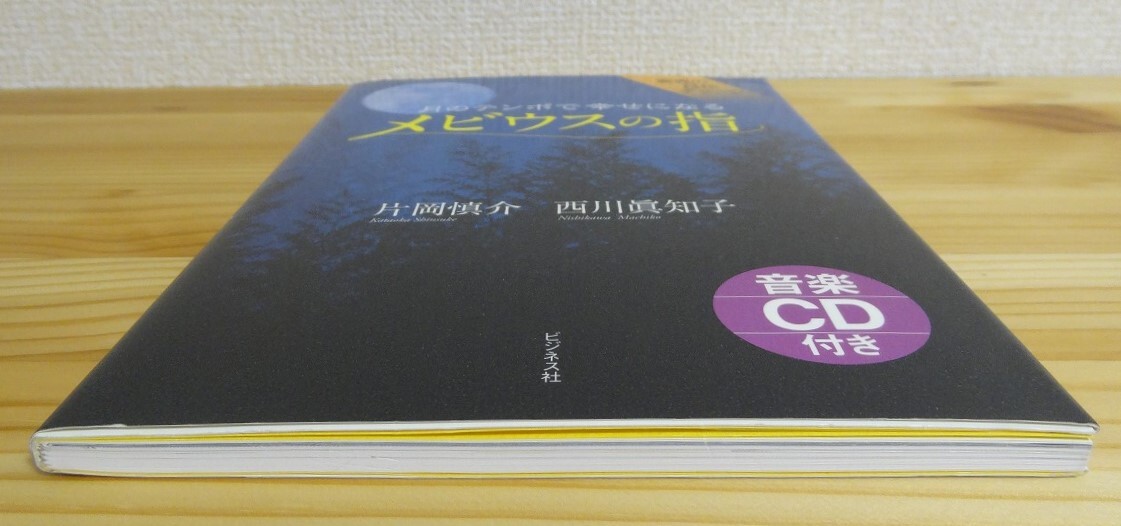 月のテンポで幸せになる
メビウスの指
片岡慎介 西川眞知子
Kataoka Shinsuke Nishikawa Machiko
音楽
CD
付き
ビジネス社